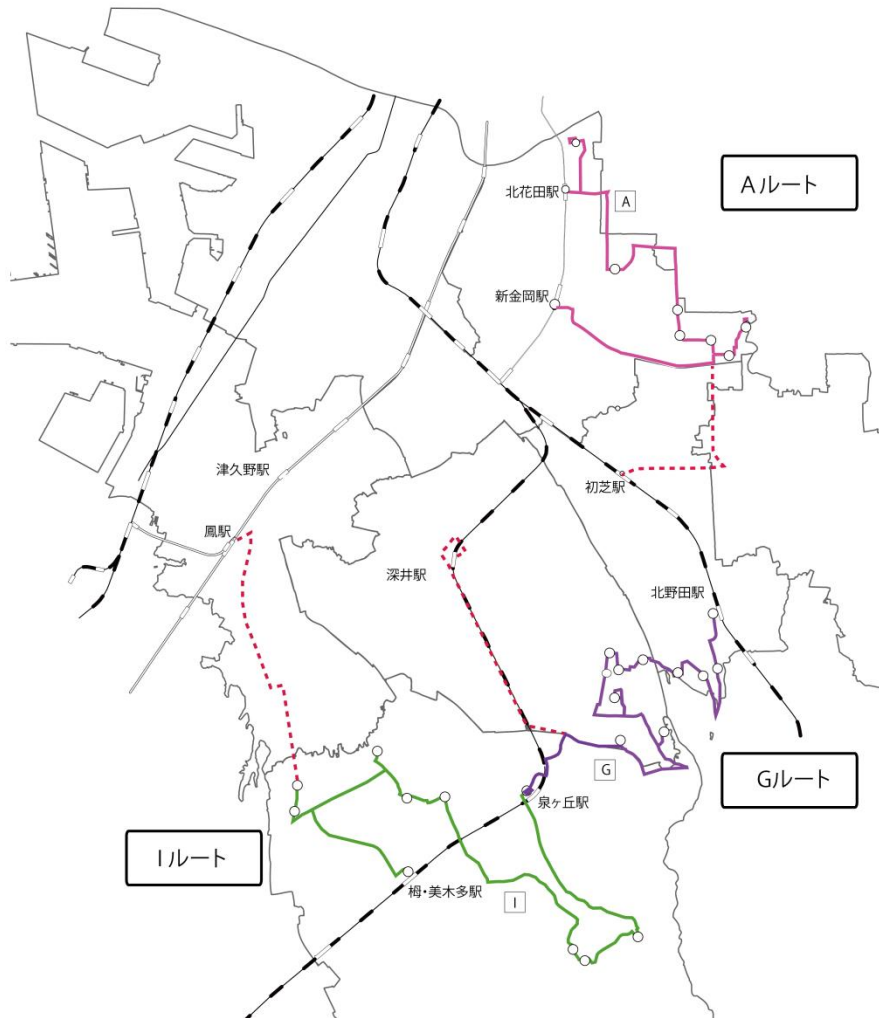 Aルート
北花田駅
A
新金岡駅
津久野駅
初芝駅
鳳駅
深井駅
北野田駅
G
Gルート
泉ヶ丘駅
Iルート
栂・美木多駅
I